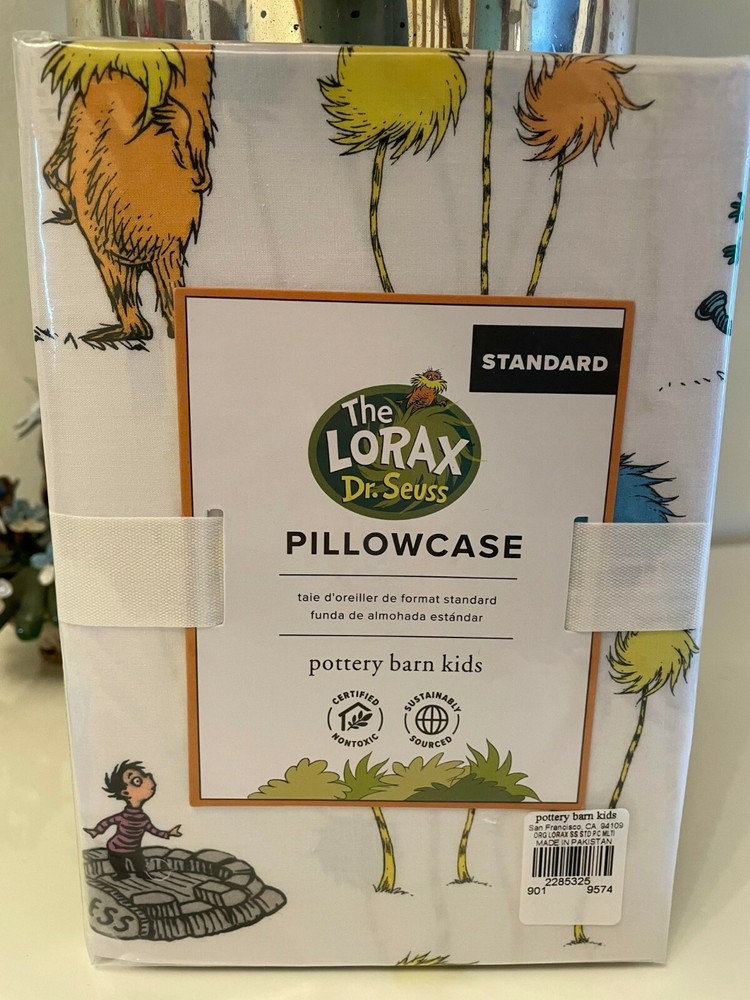 STANDARD
The
LORAX
Dr. Seuss
PILLOWCASE
taie d'oreiller de format standard
funda de almohada estándar
pottery barn kids
CERTIFIED
NONTOXIC
SUSTAINABLY
SOURCED
ESS
pottery barn kids
San Francisco, CA. 94109
ORG LORAX SS STD PC MLTI
MADE IN PAKISTAN
2285325
901 9574